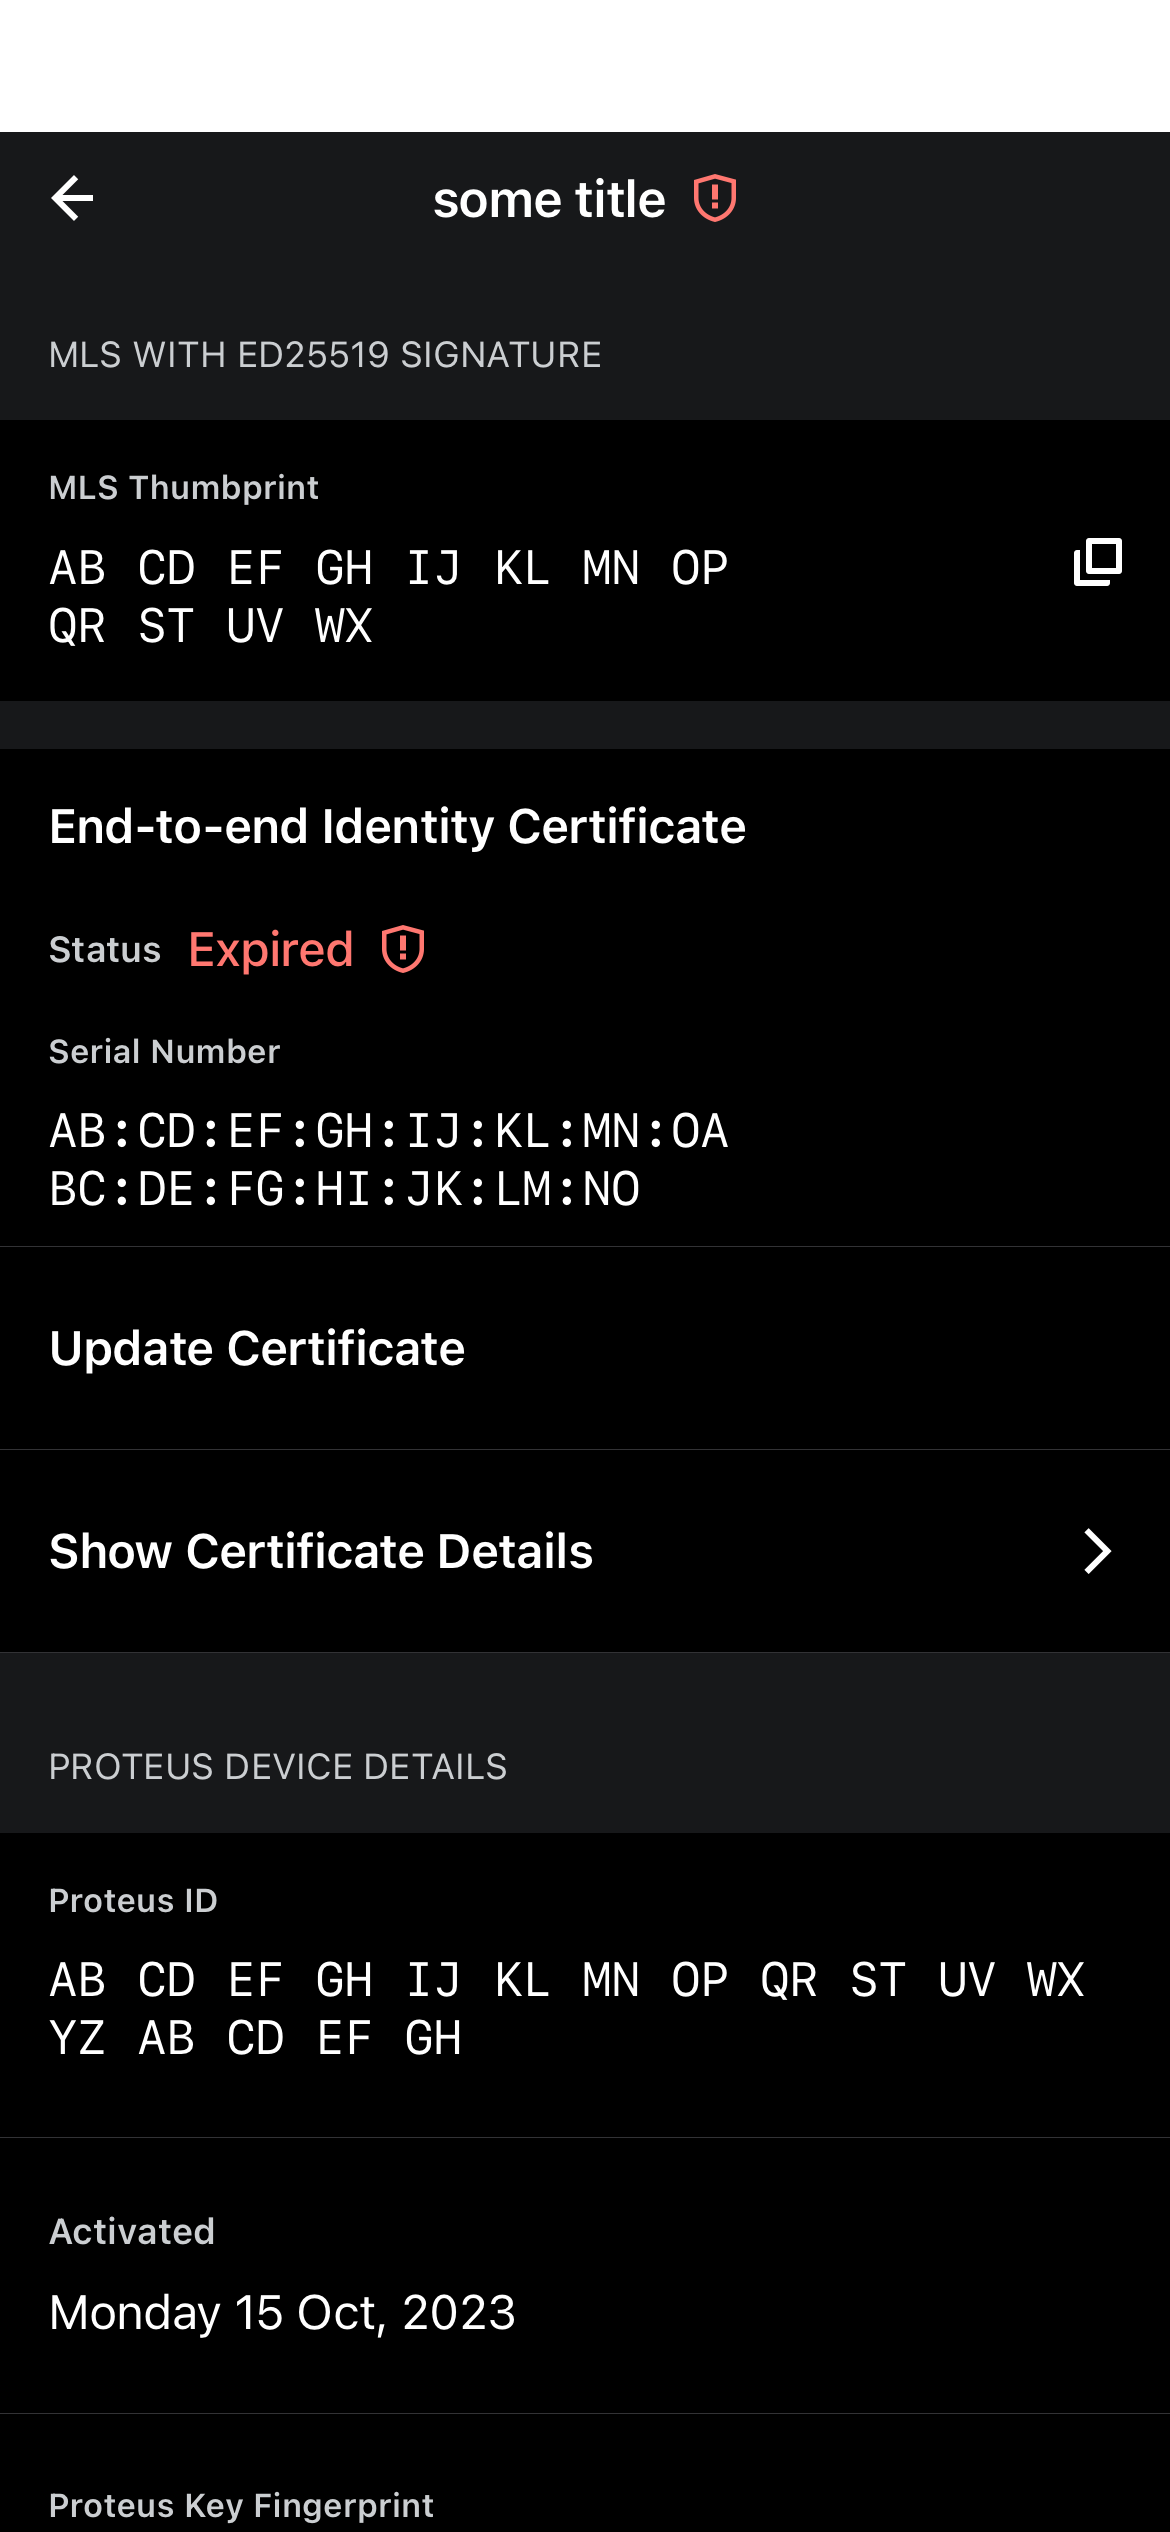 some title
MLS WITH ED25519 SIGNATURE
MLS Thumbprint
AB CD EF GH IJ KL MN OP
QR ST UV WX
End-to-end Identity Certificate
Status Expired
Serial Number
AB:CD:EF:GH:IJ:KL:MN:OA
BC:DE:FG:HI:JK:LM:NO
Update Certificate
Show Certificate Details
PROTEUS DEVICE DETAILS
Proteus ID
AB CD EF GH IJ KL MN OP QR ST UV WX
YZ AB CD EF GH
Activated
Monday 15 Oct, 2023
Proteus Key Fingerprint